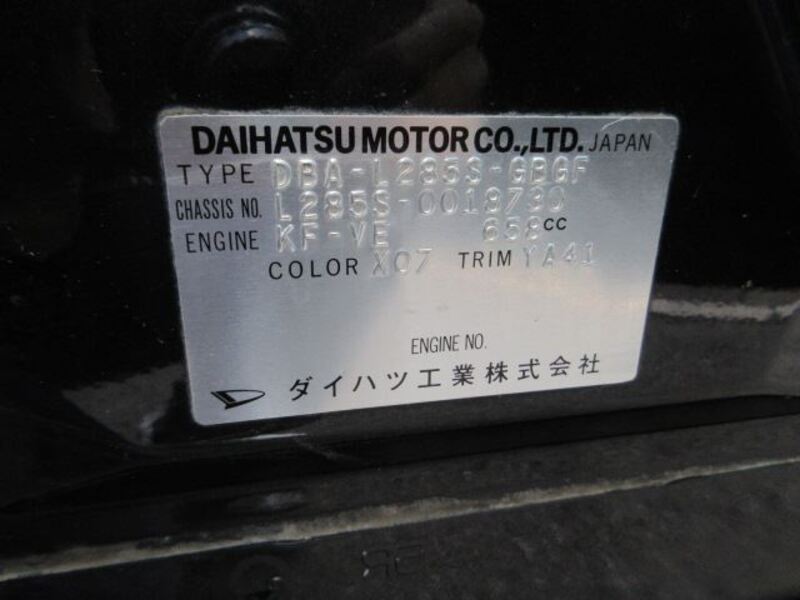 DAIHATSU MOTOR CO.,LTD. JAPAN
TYPE DBA-L285S-GBGF
CHASSIS NO. L285S-0018730
ENGINE KF-VE 658CC
COLOR X07 TRIM YA41
ENGINE NO.
ダイハツ工業株式会社